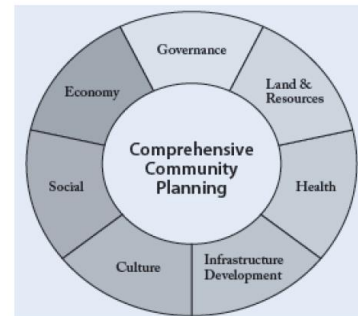 Governance
Land &
Resources
Health
Infrastructure
Development
Culture
Social
Economy
Comprehensive
Community
Planning